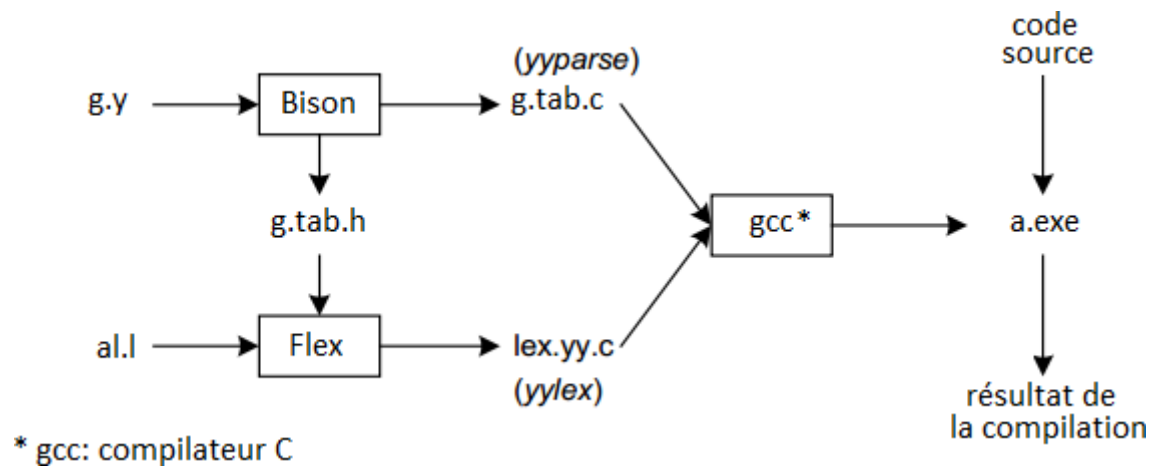 code
source
(yyparse)
g.y
Bison
g.tab.c
g.tab.h
gcc*
a.exe
al.l
Flex
lex.yy.c
(yylex)
résultat de
la compilation
* gcc: compilateur C